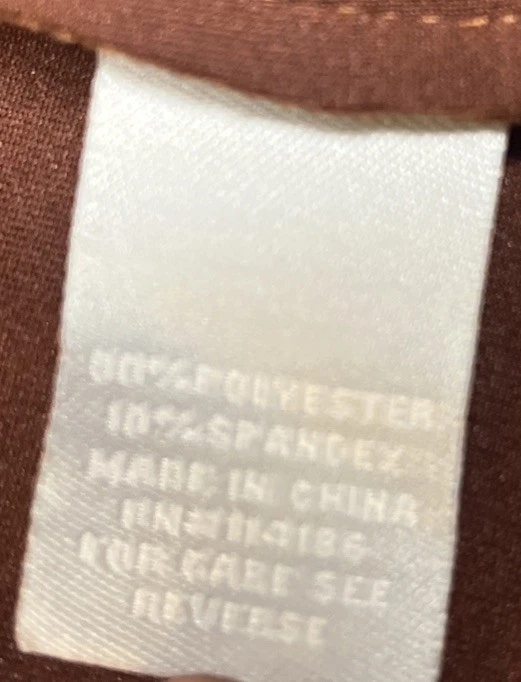 90%POLYESTER
10%SPANDEX
MADE IN CHINA
FOR CARE SEE
REVERSE